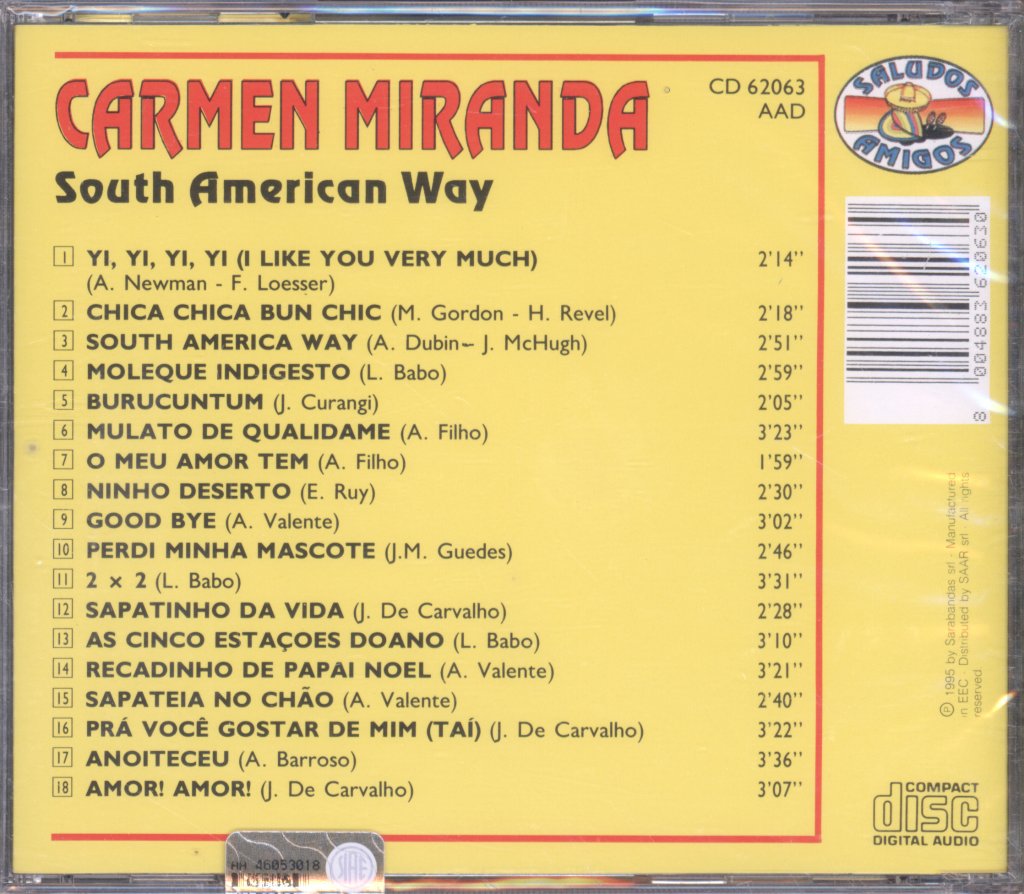 CARMEN MIRANDA
CD 62063
AAD
South American Way
SALUDOS
AMIGOS
1 YI, YI, YI, YI (I LIKE YOU VERY MUCH) 2'14''
(A. Newman - F. Loesser)
2 CHICA CHICA BUN CHIC (M. Gordon - H. Revel) 2'18''
3 SOUTH AMERICA WAY (A. Dubin - J. McHugh) 2'51''
4 MOLEQUE INDIGESTO (L. Babo) 2'59''
5 BURUCUNTUM (J. Curangi) 2'05''
6 MULATO DE QUALIDAME (A. Filho) 3'23''
7 O MEU AMOR TEM (A. Filho) 1'59''
8 NINHO DESERTO (E. Ruy) 2'30''
9 GOOD BYE (A. Valente) 3'02''
10 PERDI MINHA MASCOTE (J.M. Guedes) 2'46''
11 2 x 2 (L. Babo) 3'31''
12 SAPATINHO DA VIDA (J. De Carvalho) 2'28''
13 AS CINCO ESTAÇOES DOANO (L. Babo) 3'10''
14 RECADINHO DE PAPAI NOEL (A. Valente) 3'21''
15 SAPATEIA NO CHÃO (A. Valente) 2'40''
16 PRÁ VOCÊ GOSTAR DE MIM (TAÍ) (J. De Carvalho) 3'22''
17 ANOITECEU (A. Barroso) 3'36''
18 AMOR! AMOR! (J. De Carvalho) 3'07''
8 004883 620630
℗ 1995 by Sarabandas srl - Manufactured
in EEC - Distributed by SAAR srl - All rights
reserved.
COMPACT
disc
DIGITAL AUDIO
AA 46053018
SIAE